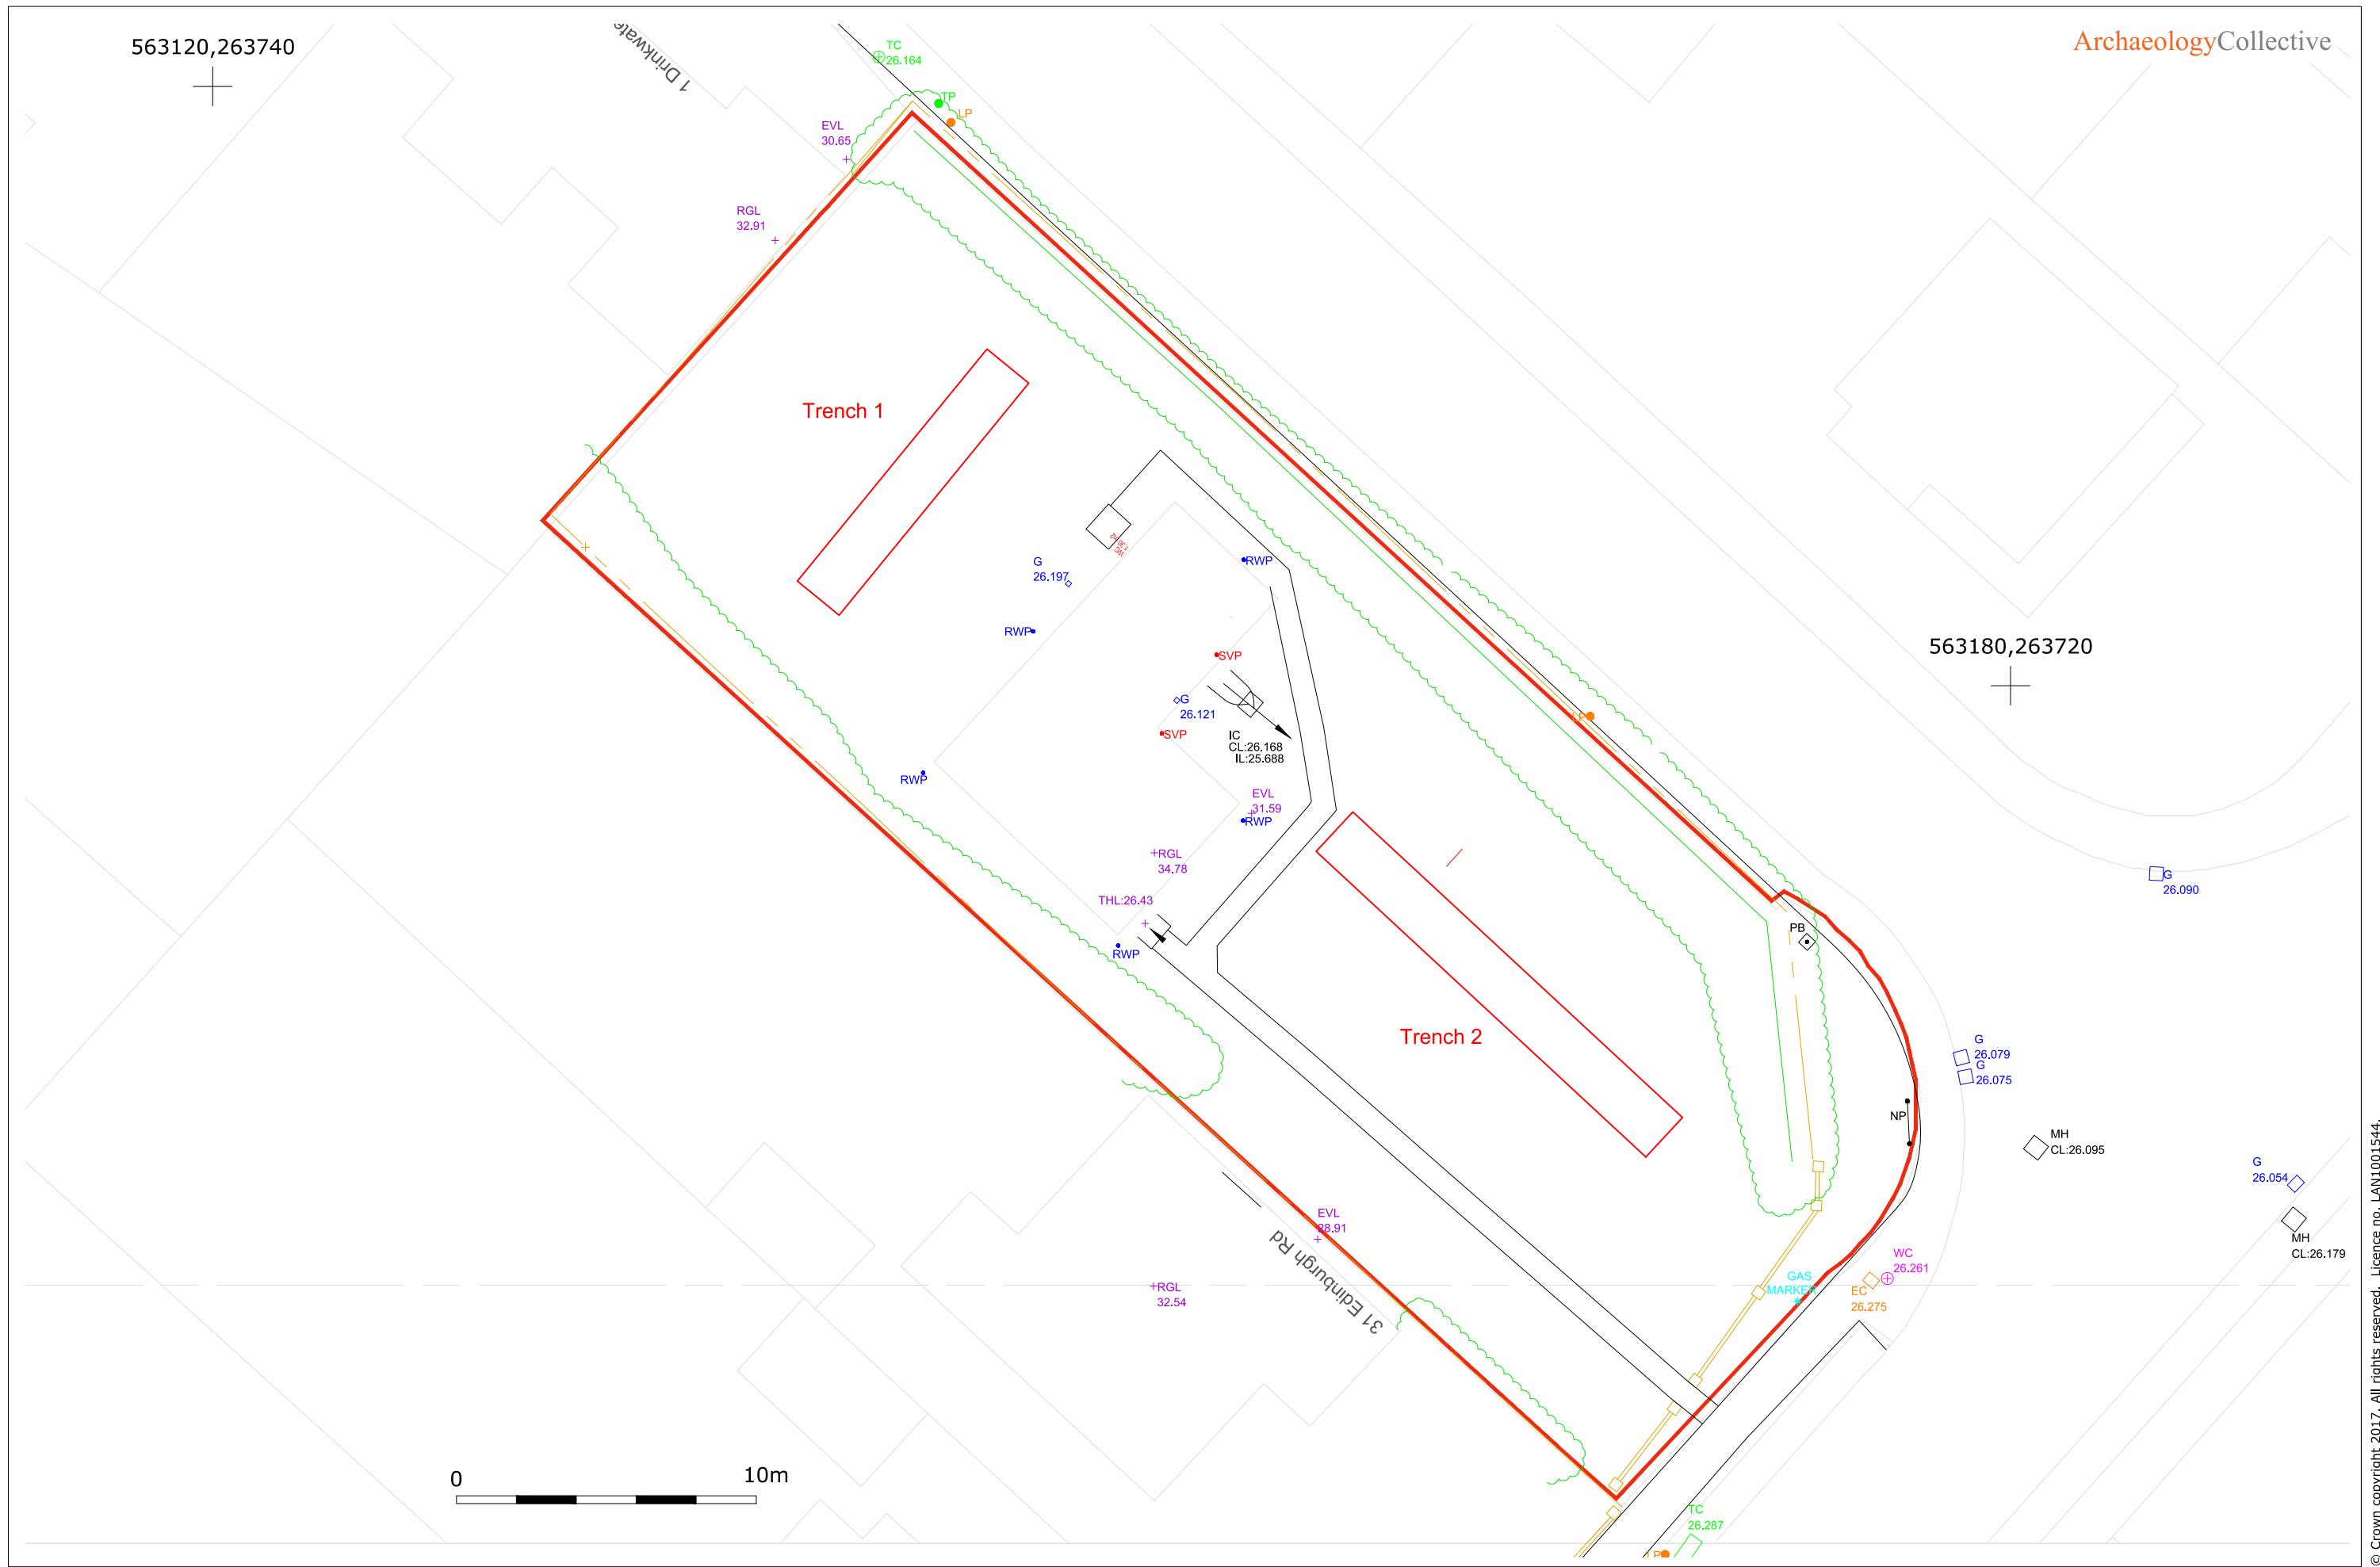 563120,263740
1 Drinkwate
TC
26.164
ArchaeologyCollective
TP
LP
EVL
30.65
RGL
32.91
Trench 1
WC
G
26.197
RWP
RWP
SVP
G
26.121
SVP
IC
CL:26.168
IL:25.688
RWP
EVL
31.59
RWP
RGL
34.78
THL:26.43
RWP
563180,263720
LP
G
26.090
PB
Trench 2
G
26.079
G
26.075
NP
MH
CL:26.095
G
26.054
MH
CL:26.179
EVL
28.91
31 Edinburgh Rd
RGL
32.54
WC
26.261
GAS
MARKER
EC
26.275
0
10m
TC
26.287
LP
© Crown copyright 2017. All rights reserved. Licence no. LAN1001544.